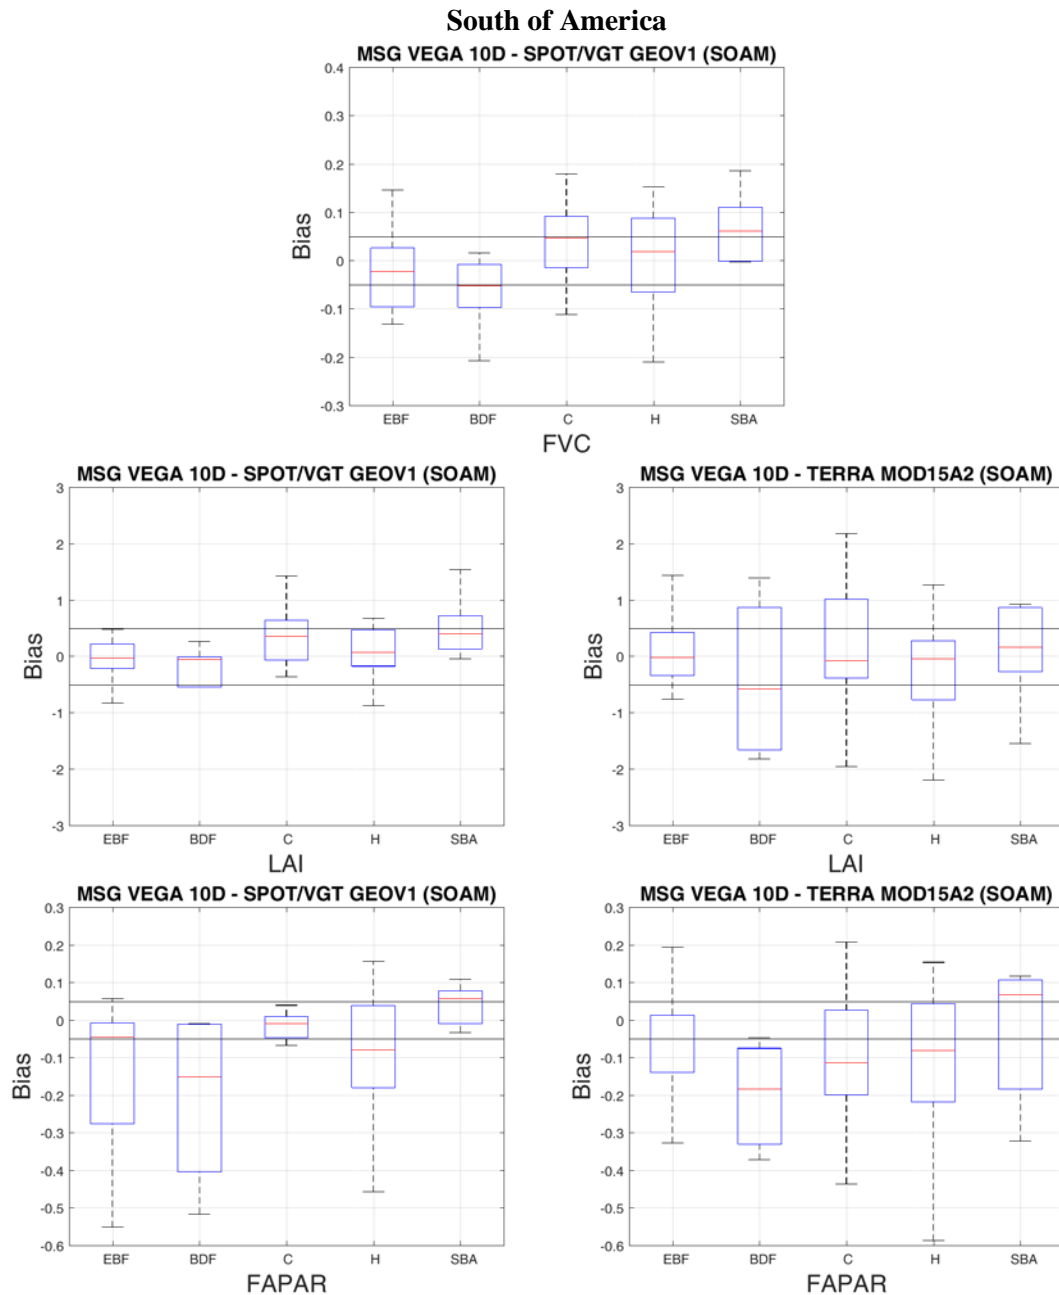 South of America
MSG VEGA 10D - SPOT/VGT GEOV1 (SOAM)
0.4
0.3
0.2
0.1
0
-0.1
-0.2
-0.3
Bias
EBF BDF C H SBA
FVC
MSG VEGA 10D - SPOT/VGT GEOV1 (SOAM)
3
2
1
0
-1
-2
-3
Bias
EBF BDF C H SBA
LAI
MSG VEGA 10D - TERRA MOD15A2 (SOAM)
3
2
1
0
-1
-2
-3
Bias
EBF BDF C H SBA
LAI
MSG VEGA 10D - SPOT/VGT GEOV1 (SOAM)
0.3
0.2
0.1
0
-0.1
-0.2
-0.3
-0.4
-0.5
-0.6
Bias
EBF BDF C H SBA
FAPAR
MSG VEGA 10D - TERRA MOD15A2 (SOAM)
0.3
0.2
0.1
0
-0.1
-0.2
-0.3
-0.4
-0.5
-0.6
Bias
EBF BDF C H SBA
FAPAR